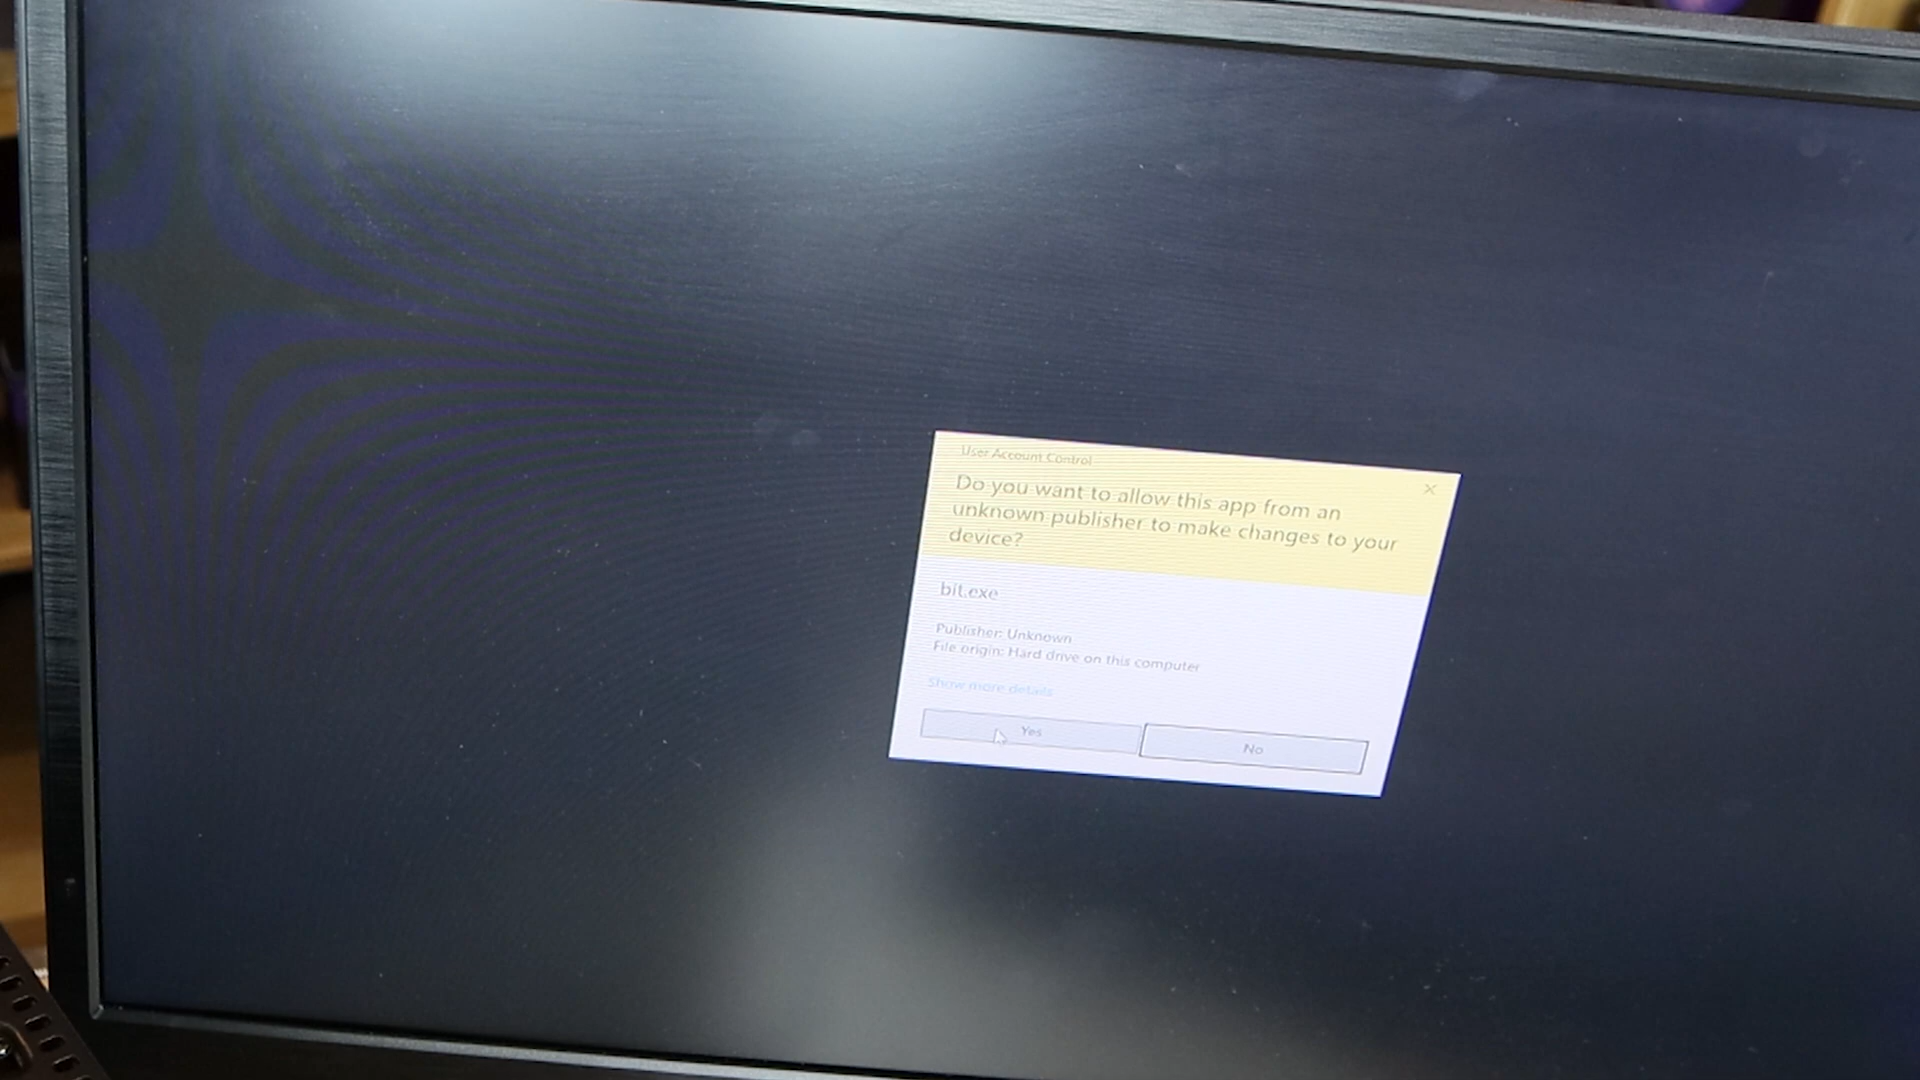 User Account Control
Do you want to allow this app from an
unknown publisher to make changes to your
device?
bit.exe
Publisher: Unknown
File origin: Hard drive on this computer
Show more details
Yes
No